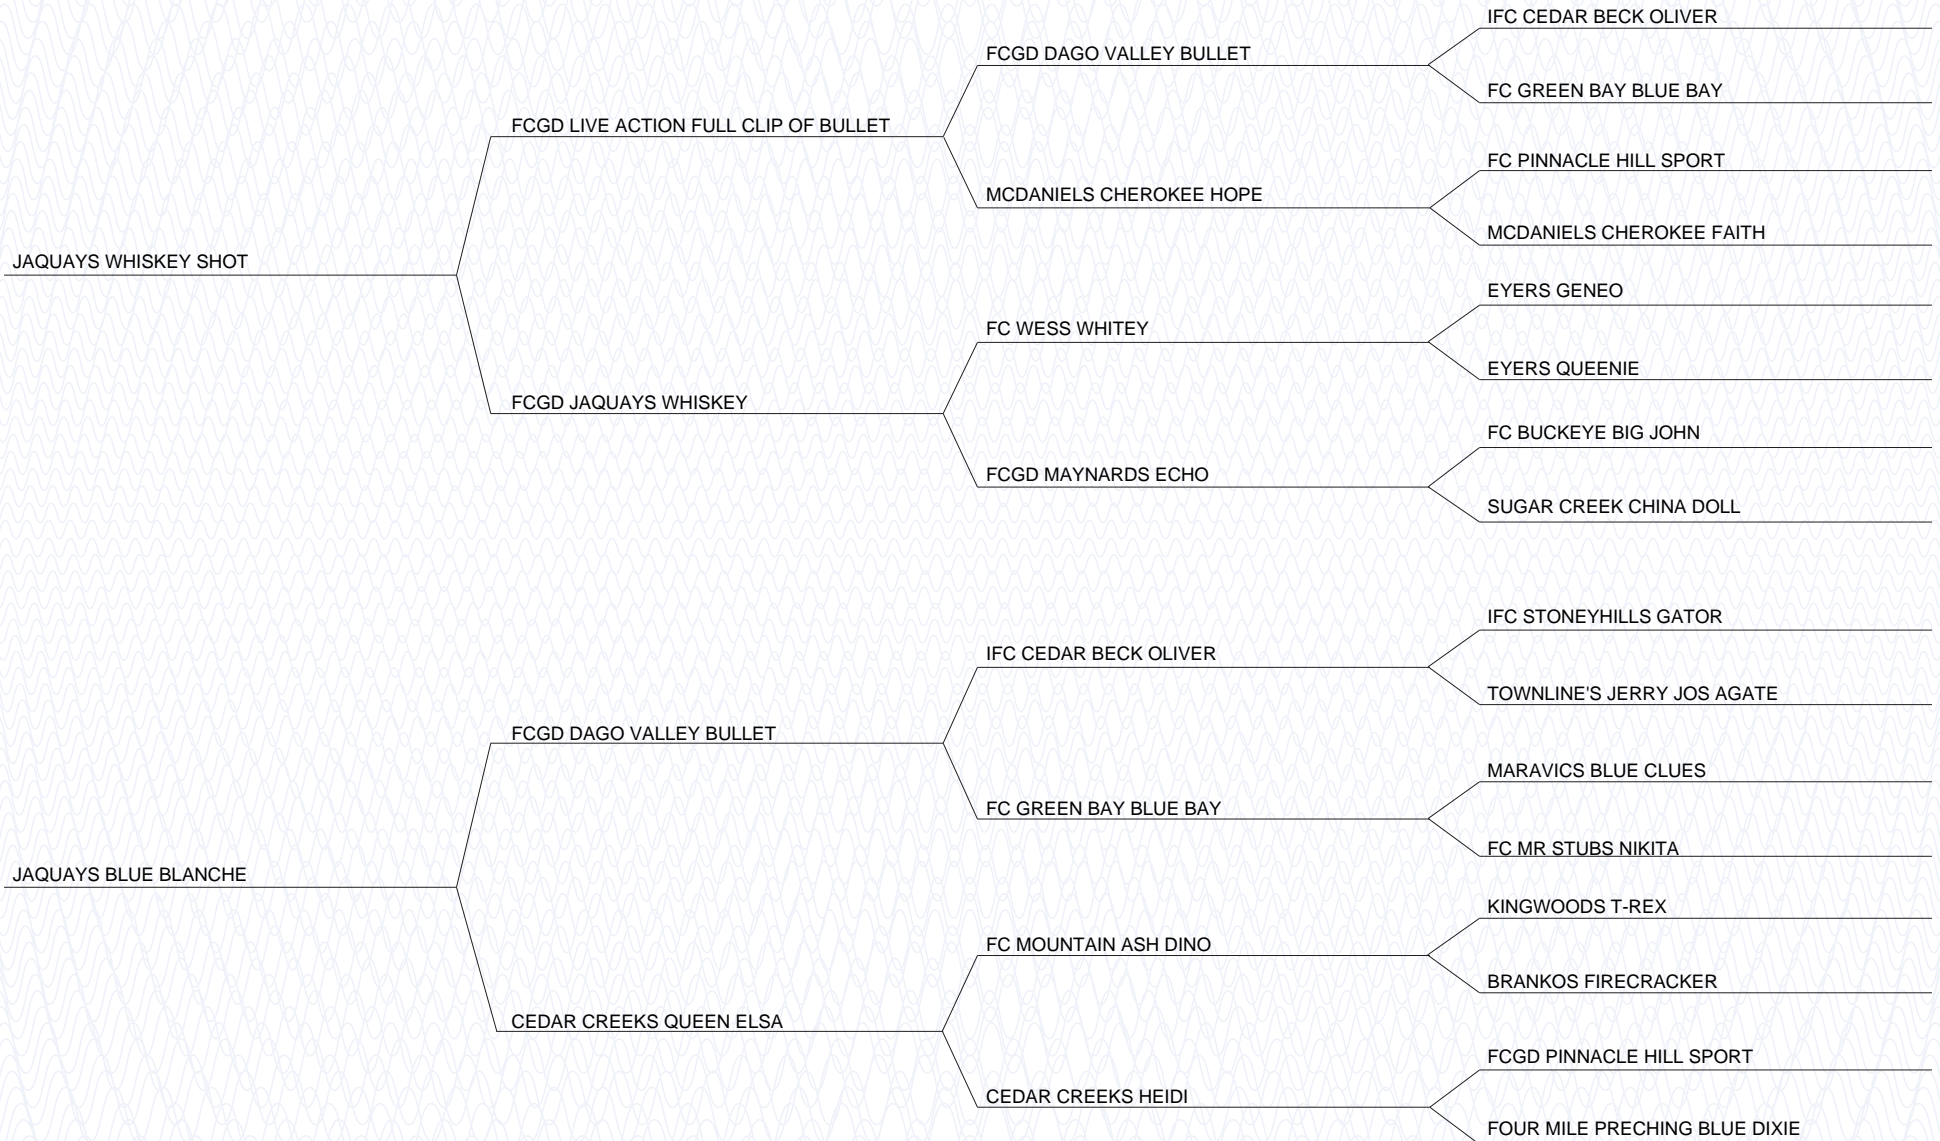 IFC CEDAR BECK OLIVER
FCGD DAGO VALLEY BULLET
FC GREEN BAY BLUE BAY
FCGD LIVE ACTION FULL CLIP OF BULLET
FC PINNACLE HILL SPORT
MCDANIELS CHEROKEE HOPE
MCDANIELS CHEROKEE FAITH
JAQUAYS WHISKEY SHOT
EYERS GENEO
FC WESS WHITEY
EYERS QUEENIE
FCGD JAQUAYS WHISKEY
FC BUCKEYE BIG JOHN
FCGD MAYNARDS ECHO
SUGAR CREEK CHINA DOLL
IFC STONEYHILLS GATOR
IFC CEDAR BECK OLIVER
TOWNLINE'S JERRY JOS AGATE
FCGD DAGO VALLEY BULLET
MARAVICS BLUE CLUES
FC GREEN BAY BLUE BAY
FC MR STUBS NIKITA
JAQUAYS BLUE BLANCHE
KINGWOODS T-REX
FC MOUNTAIN ASH DINO
BRANKOS FIRECRACKER
CEDAR CREEKS QUEEN ELSA
FCGD PINNACLE HILL SPORT
CEDAR CREEKS HEIDI
FOUR MILE PRECHING BLUE DIXIE